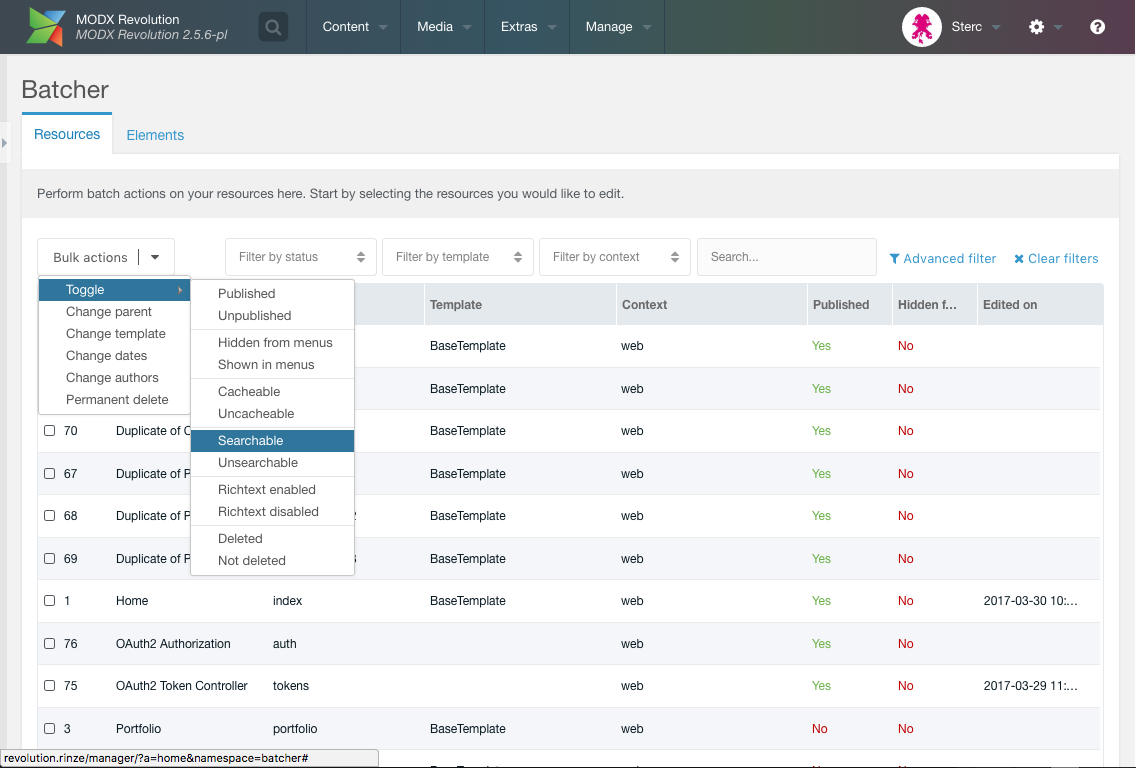 MODX Revolution
MODX Revolution 2.5.6-pl
Content Media Extras Manage Sterc
Batcher
Resources Elements
Perform batch actions on your resources here. Start by selecting the resources you would like to edit.
Bulk actions Filter by status Filter by template Filter by context Search... Advanced filter Clear filters
Toggle
Change parent
Change template
Change dates
Change authors
Permanent delete
Published
Unpublished
Hidden from menus
Shown in menus
Cacheable
Uncacheable
Searchable
Unsearchable
Richtext enabled
Richtext disabled
Deleted
Not deleted
Template Context Published Hidden f... Edited on
BaseTemplate web Yes No
BaseTemplate web Yes No
70 Duplicate of BaseTemplate web Yes No
67 Duplicate of BaseTemplate web Yes No
68 Duplicate of BaseTemplate web Yes No
69 Duplicate of BaseTemplate web Yes No
1 Home index BaseTemplate web Yes No 2017-03-30 10:...
76 OAuth2 Authorization auth web Yes No
75 OAuth2 Token Controller tokens web Yes No 2017-03-29 11:...
3 Portfolio portfolio BaseTemplate web No No
revolution.rinze/manager/?a=home&namespace=batcher#